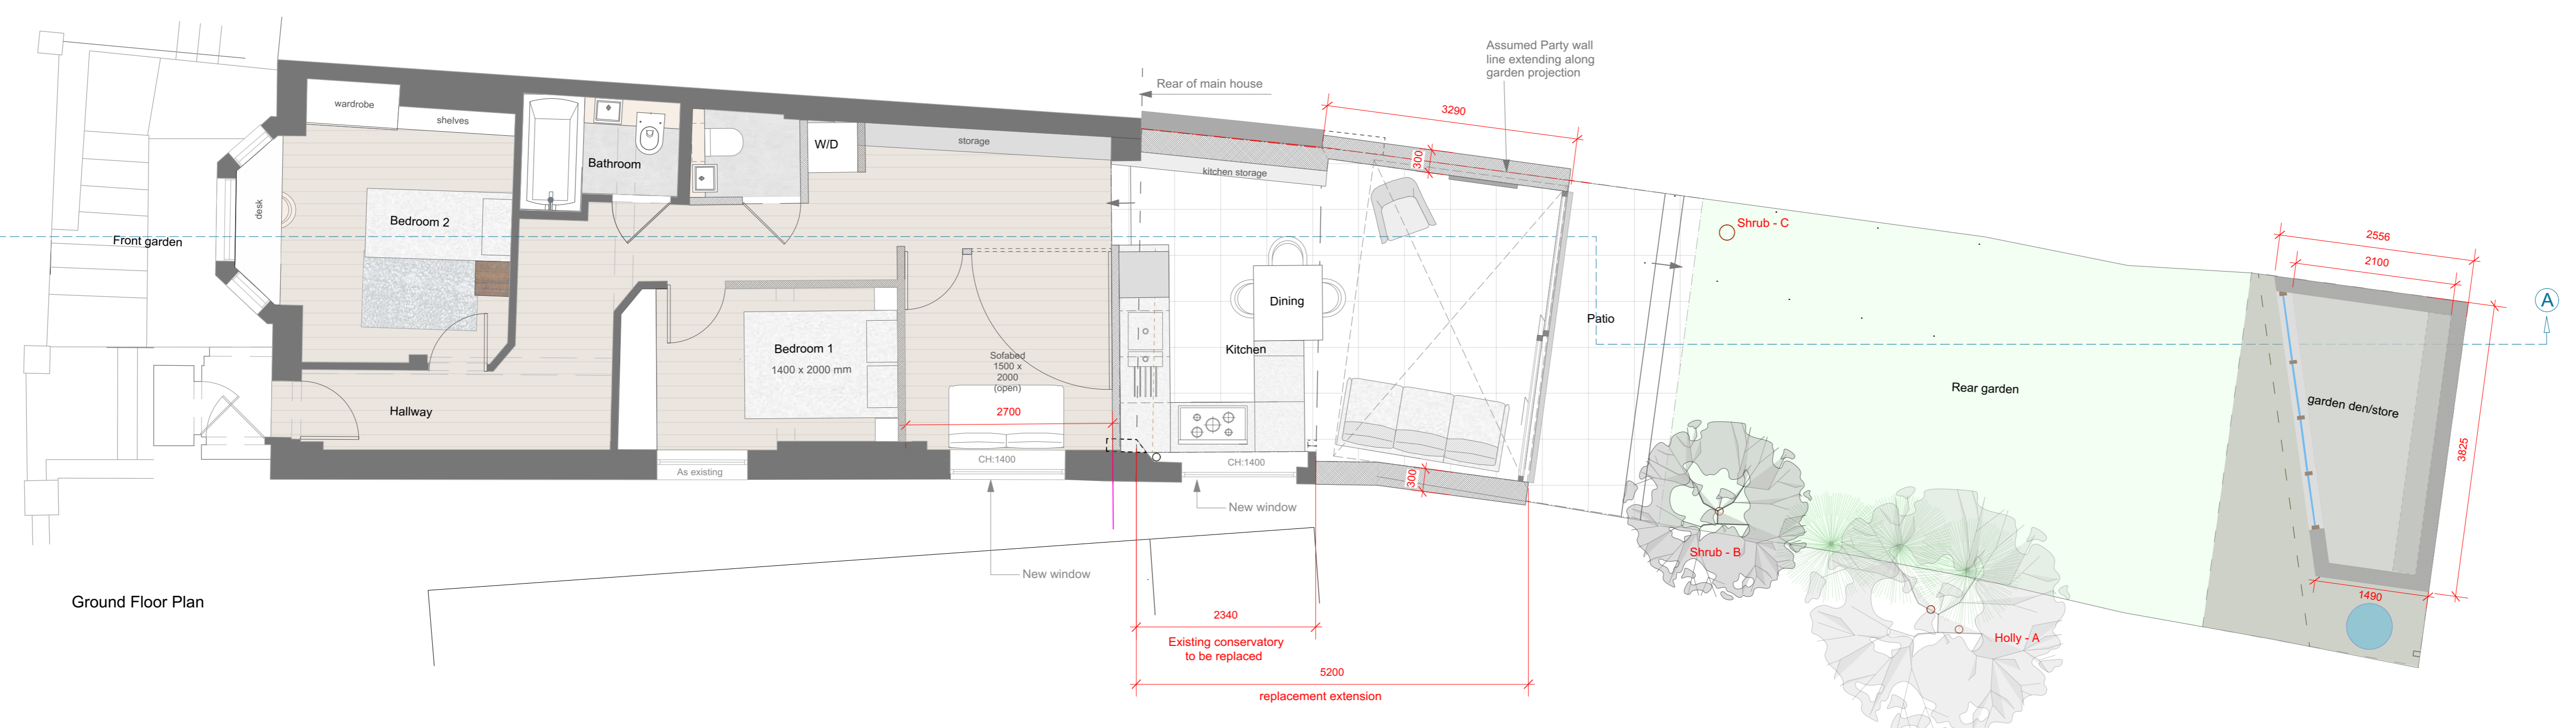 Assumed Party wall
line extending along
garden projection
Rear of main house
3290
wardrobe
shelves
Bathroom
W/D
storage
kitchen storage
300
desk
Bedroom 2
Front garden
Shrub - C
2556
2100
A
Dining
Patio
Kitchen
Bedroom 1
1400 x 2000 mm
Sofabed
1500 x
2000
(open)
2700
Hallway
Rear garden
garden den/store
3825
As existing
CH:1400
CH:1400
300
New window
New window
Shrub - B
Holly - A
1490
Ground Floor Plan
2340
Existing conservatory
to be replaced
5200
replacement extension